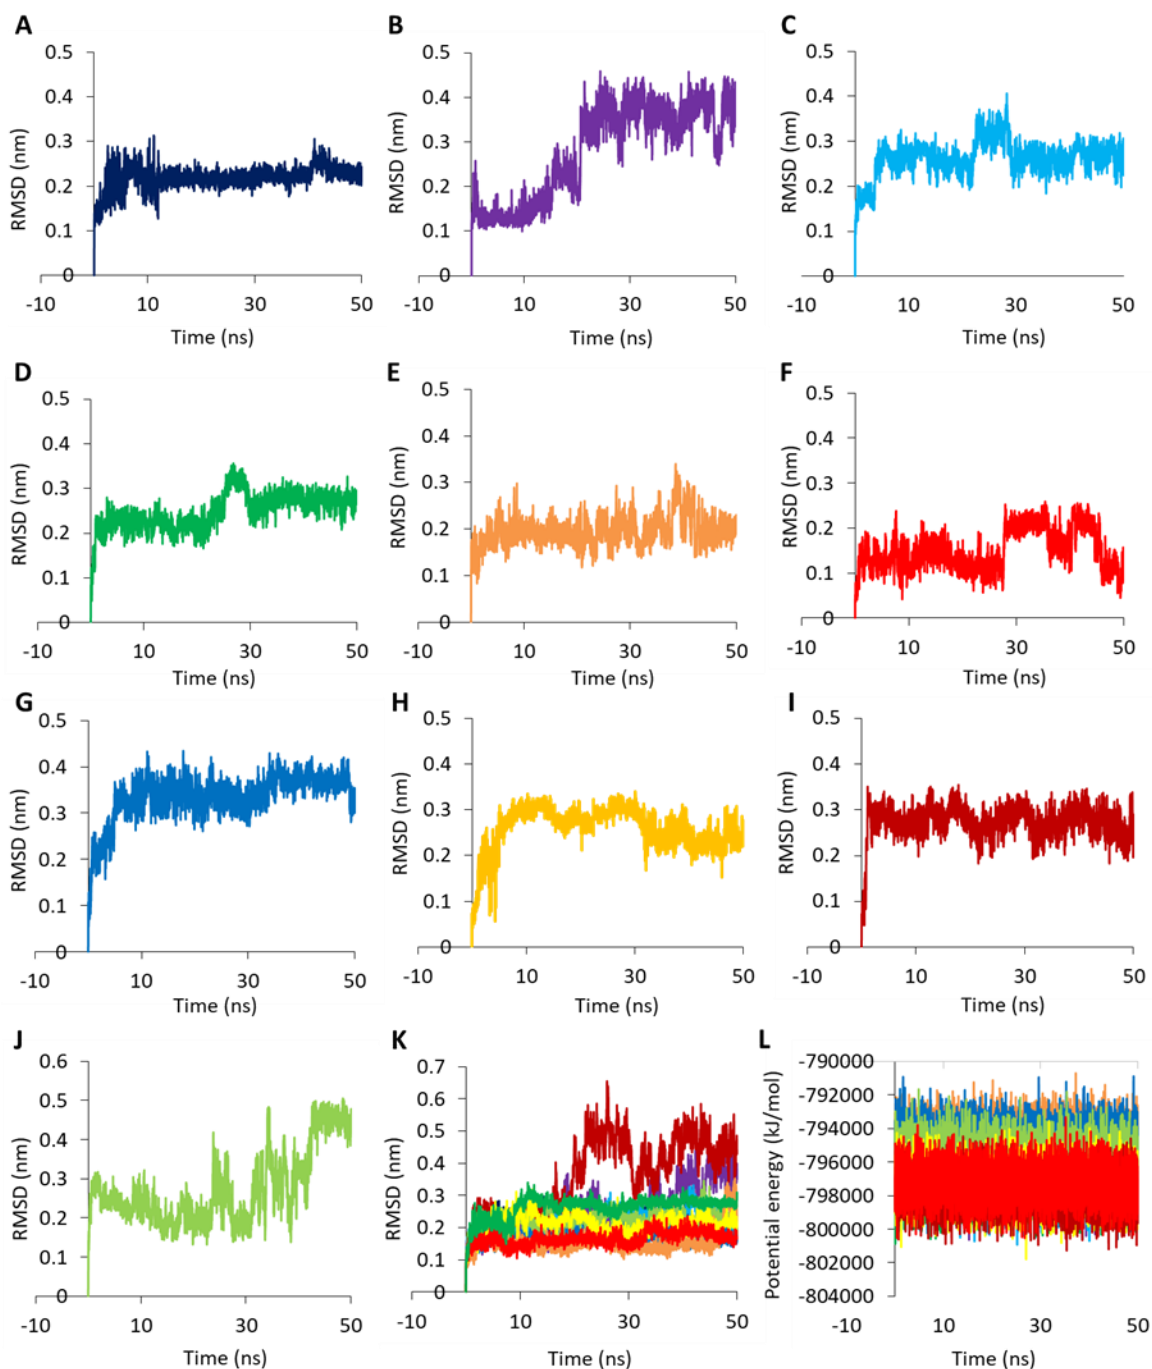 A
0.5
0.4
0.3
0.2
0.1
0
-10 10 30 50
RMSD (nm)
Time (ns)
B
0.5
0.4
0.3
0.2
0.1
0
-10 10 30 50
RMSD (nm)
Time (ns)
C
0.5
0.4
0.3
0.2
0.1
0
-10 10 30 50
RMSD (nm)
Time (ns)
D
0.5
0.4
0.3
0.2
0.1
0
-10 10 30 50
RMSD (nm)
Time (ns)
E
0.5
0.4
0.3
0.2
0.1
0
-10 10 30 50
RMSD (nm)
Time (ns)
F
0.5
0.4
0.3
0.2
0.1
0
-10 10 30 50
RMSD (nm)
Time (ns)
G
0.5
0.4
0.3
0.2
0.1
0
-10 10 30 50
RMSD (nm)
Time (ns)
H
0.5
0.4
0.3
0.2
0.1
0
-10 10 30 50
RMSD (nm)
Time (ns)
I
0.5
0.4
0.3
0.2
0.1
0
-10 10 30 50
RMSD (nm)
Time (ns)
J
0.6
0.5
0.4
0.3
0.2
0.1
0
-10 10 30 50
RMSD (nm)
Time (ns)
K
0.7
0.6
0.5
0.4
0.3
0.2
0.1
0
-10 10 30 50
RMSD (nm)
Time (ns)
L
-790000
-792000
-794000
-796000
-798000
-800000
-802000
-804000
-10 10 30 50
Potential energy (kJ/mol)
Time (ns)